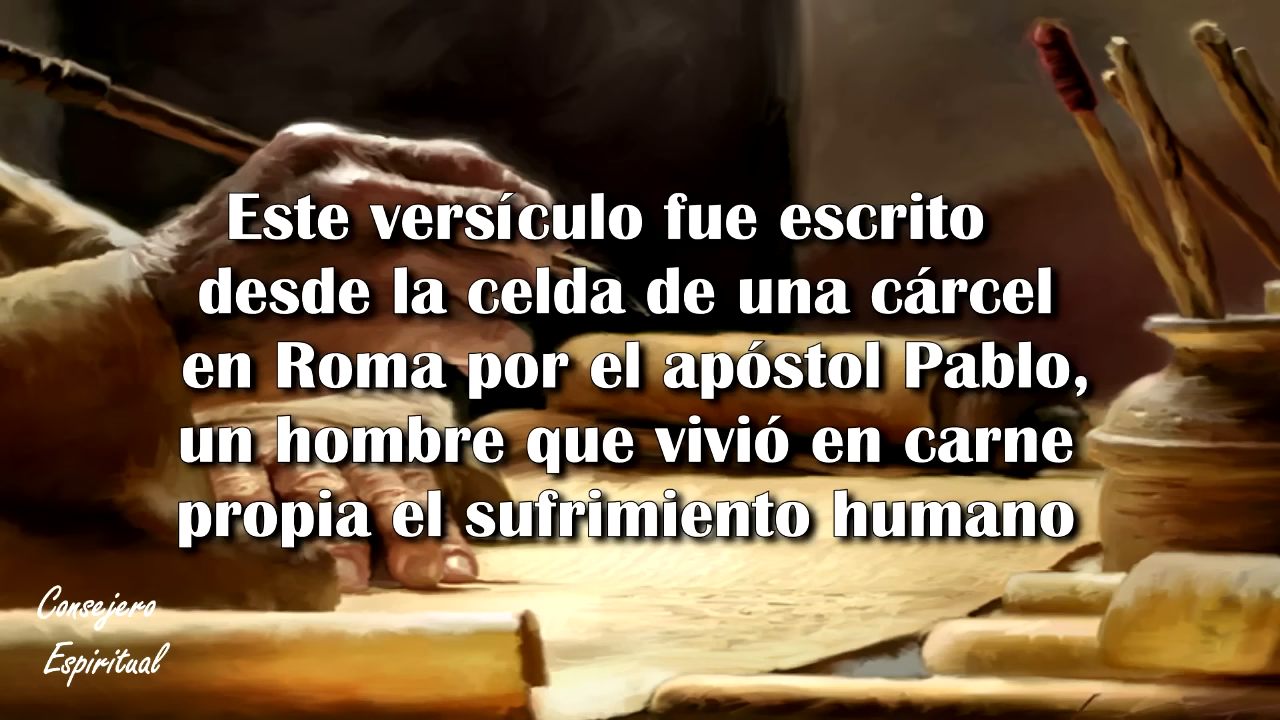 Este versículo fue escrito
desde la celda de una cárcel
en Roma por el apóstol Pablo,
un hombre que vivió en carne
propia el sufrimiento humano
Consejero
Espiritual